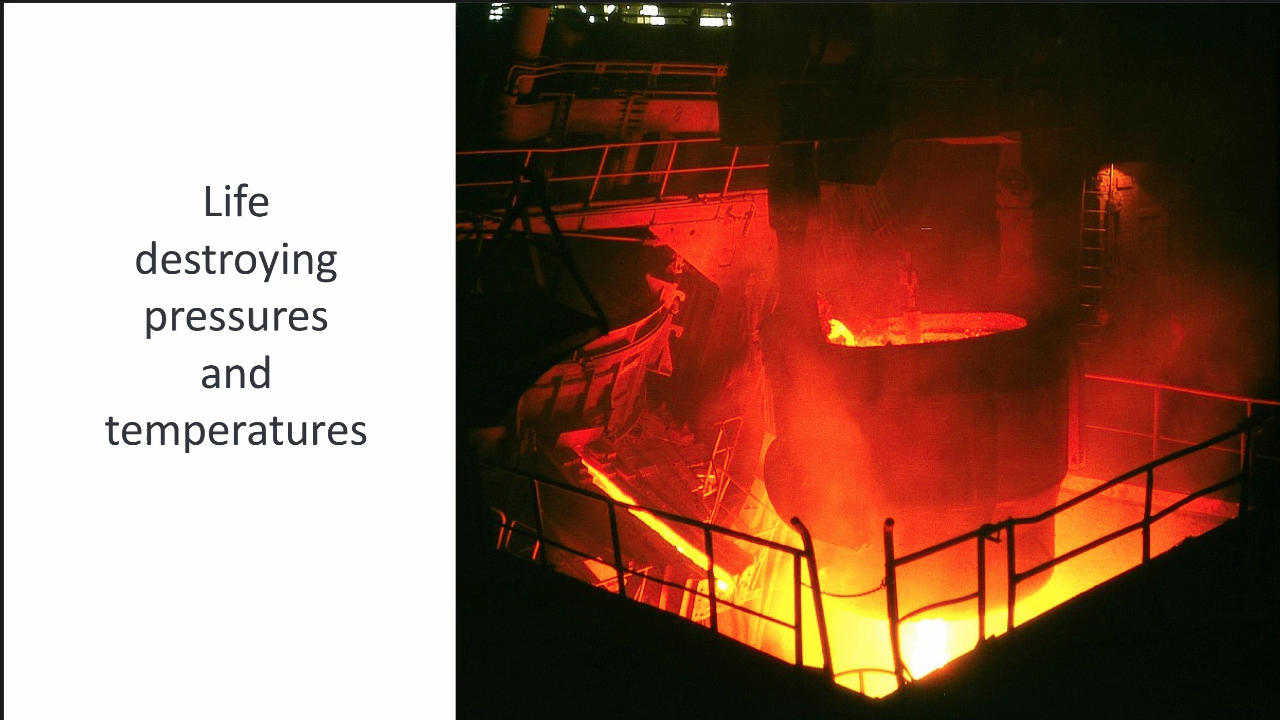 Life
destroying
pressures
and
temperatures